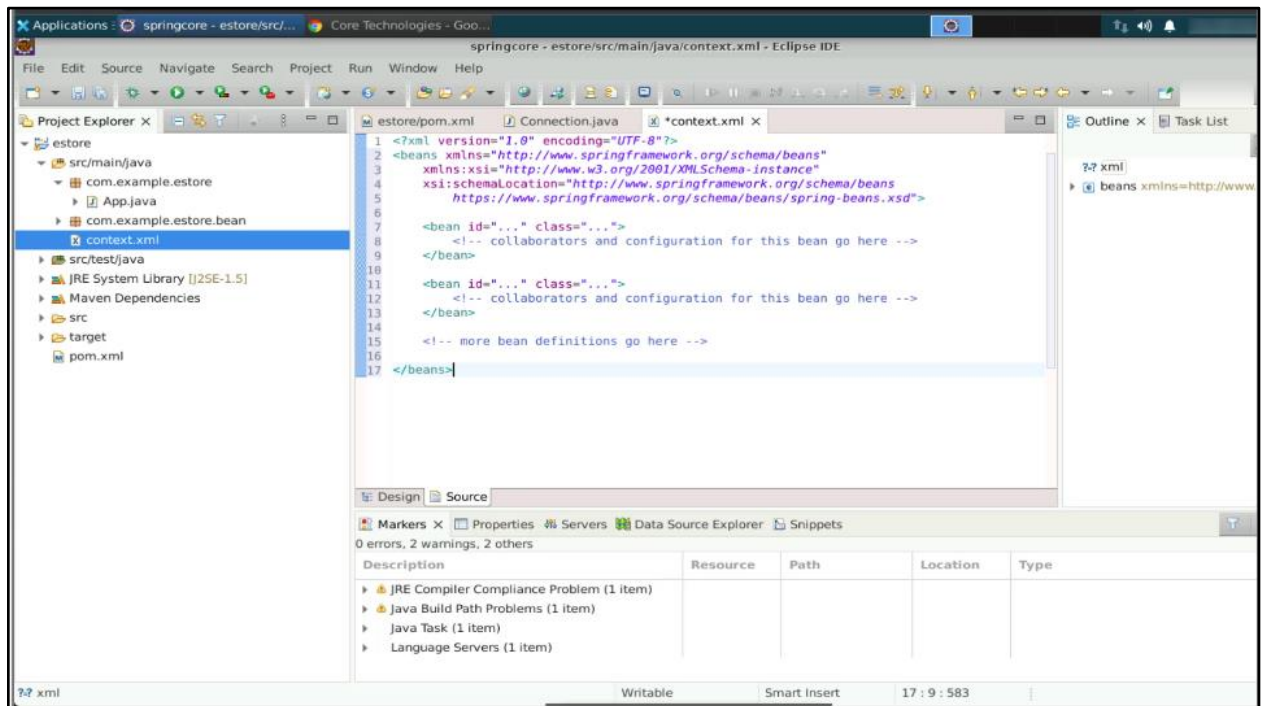 Applications : springcore - estore/src/... Core Technologies - Goo...
springcore - estore/src/main/java/context.xml - Eclipse IDE
File Edit Source Navigate Search Project Run Window Help
Project Explorer
estore
src/main/java
com.example.estore
App.java
com.example.estore.bean
context.xml
src/test/java
JRE System Library [J2SE-1.5]
Maven Dependencies
src
target
pom.xml
estore/pom.xml Connection.java *context.xml
1 <?xml version="1.0" encoding="UTF-8"?>
2 <beans xmlns="http://www.springframework.org/schema/beans"
3 xmlns:xsi="http://www.w3.org/2001/XMLSchema-instance"
4 xsi:schemaLocation="http://www.springframework.org/schema/beans
5 https://www.springframework.org/schema/beans/spring-beans.xsd">
6
7 <bean id="..." class="...">
8 <!-- collaborators and configuration for this bean go here -->
9 </bean>
10
11 <bean id="..." class="...">
12 <!-- collaborators and configuration for this bean go here -->
13 </bean>
14
15 <!-- more bean definitions go here -->
16
17 </beans>
Design Source
Outline Task List
?-? xml
beans xmlns=http://www.
Markers Properties Servers Data Source Explorer Snippets
0 errors, 2 warnings, 2 others
Description Resource Path Location Type
JRE Compiler Compliance Problem (1 item)
Java Build Path Problems (1 item)
Java Task (1 item)
Language Servers (1 item)
?-? xml Writable Smart Insert 17 : 9 : 583